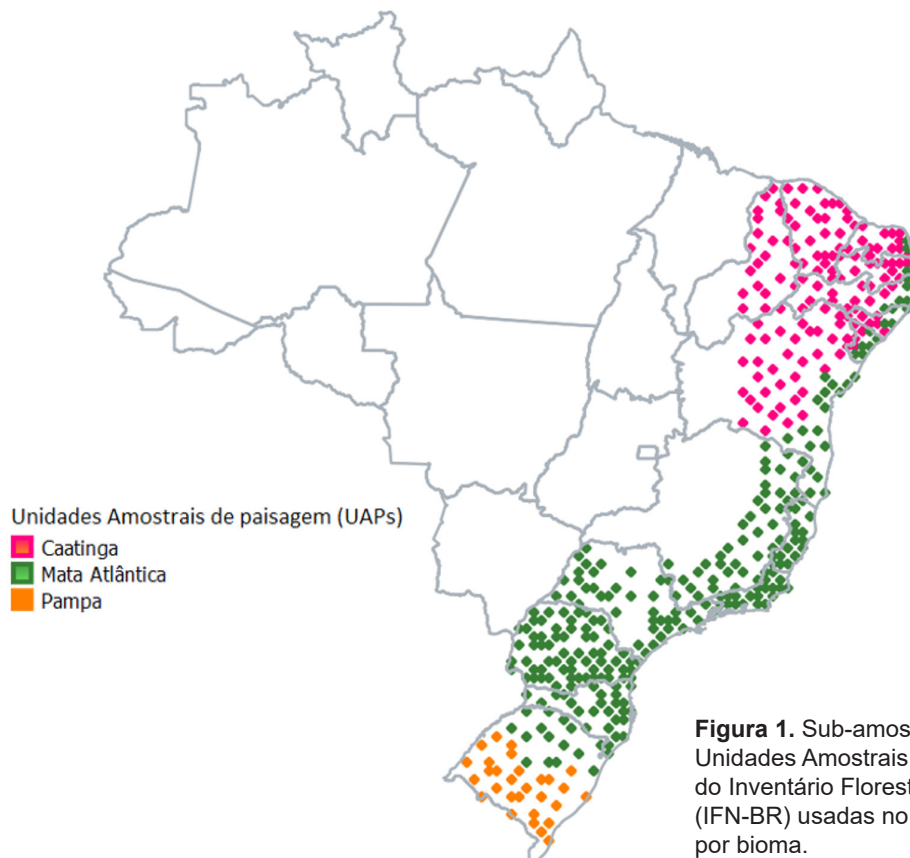 Unidades Amostrais de paisagem (UAPs)
Caatinga
Mata Atlântica
Pampa
Figura 1. Sub-amos
Unidades Amostrais
do Inventário Florest
(IFN-BR) usadas no
por bioma.